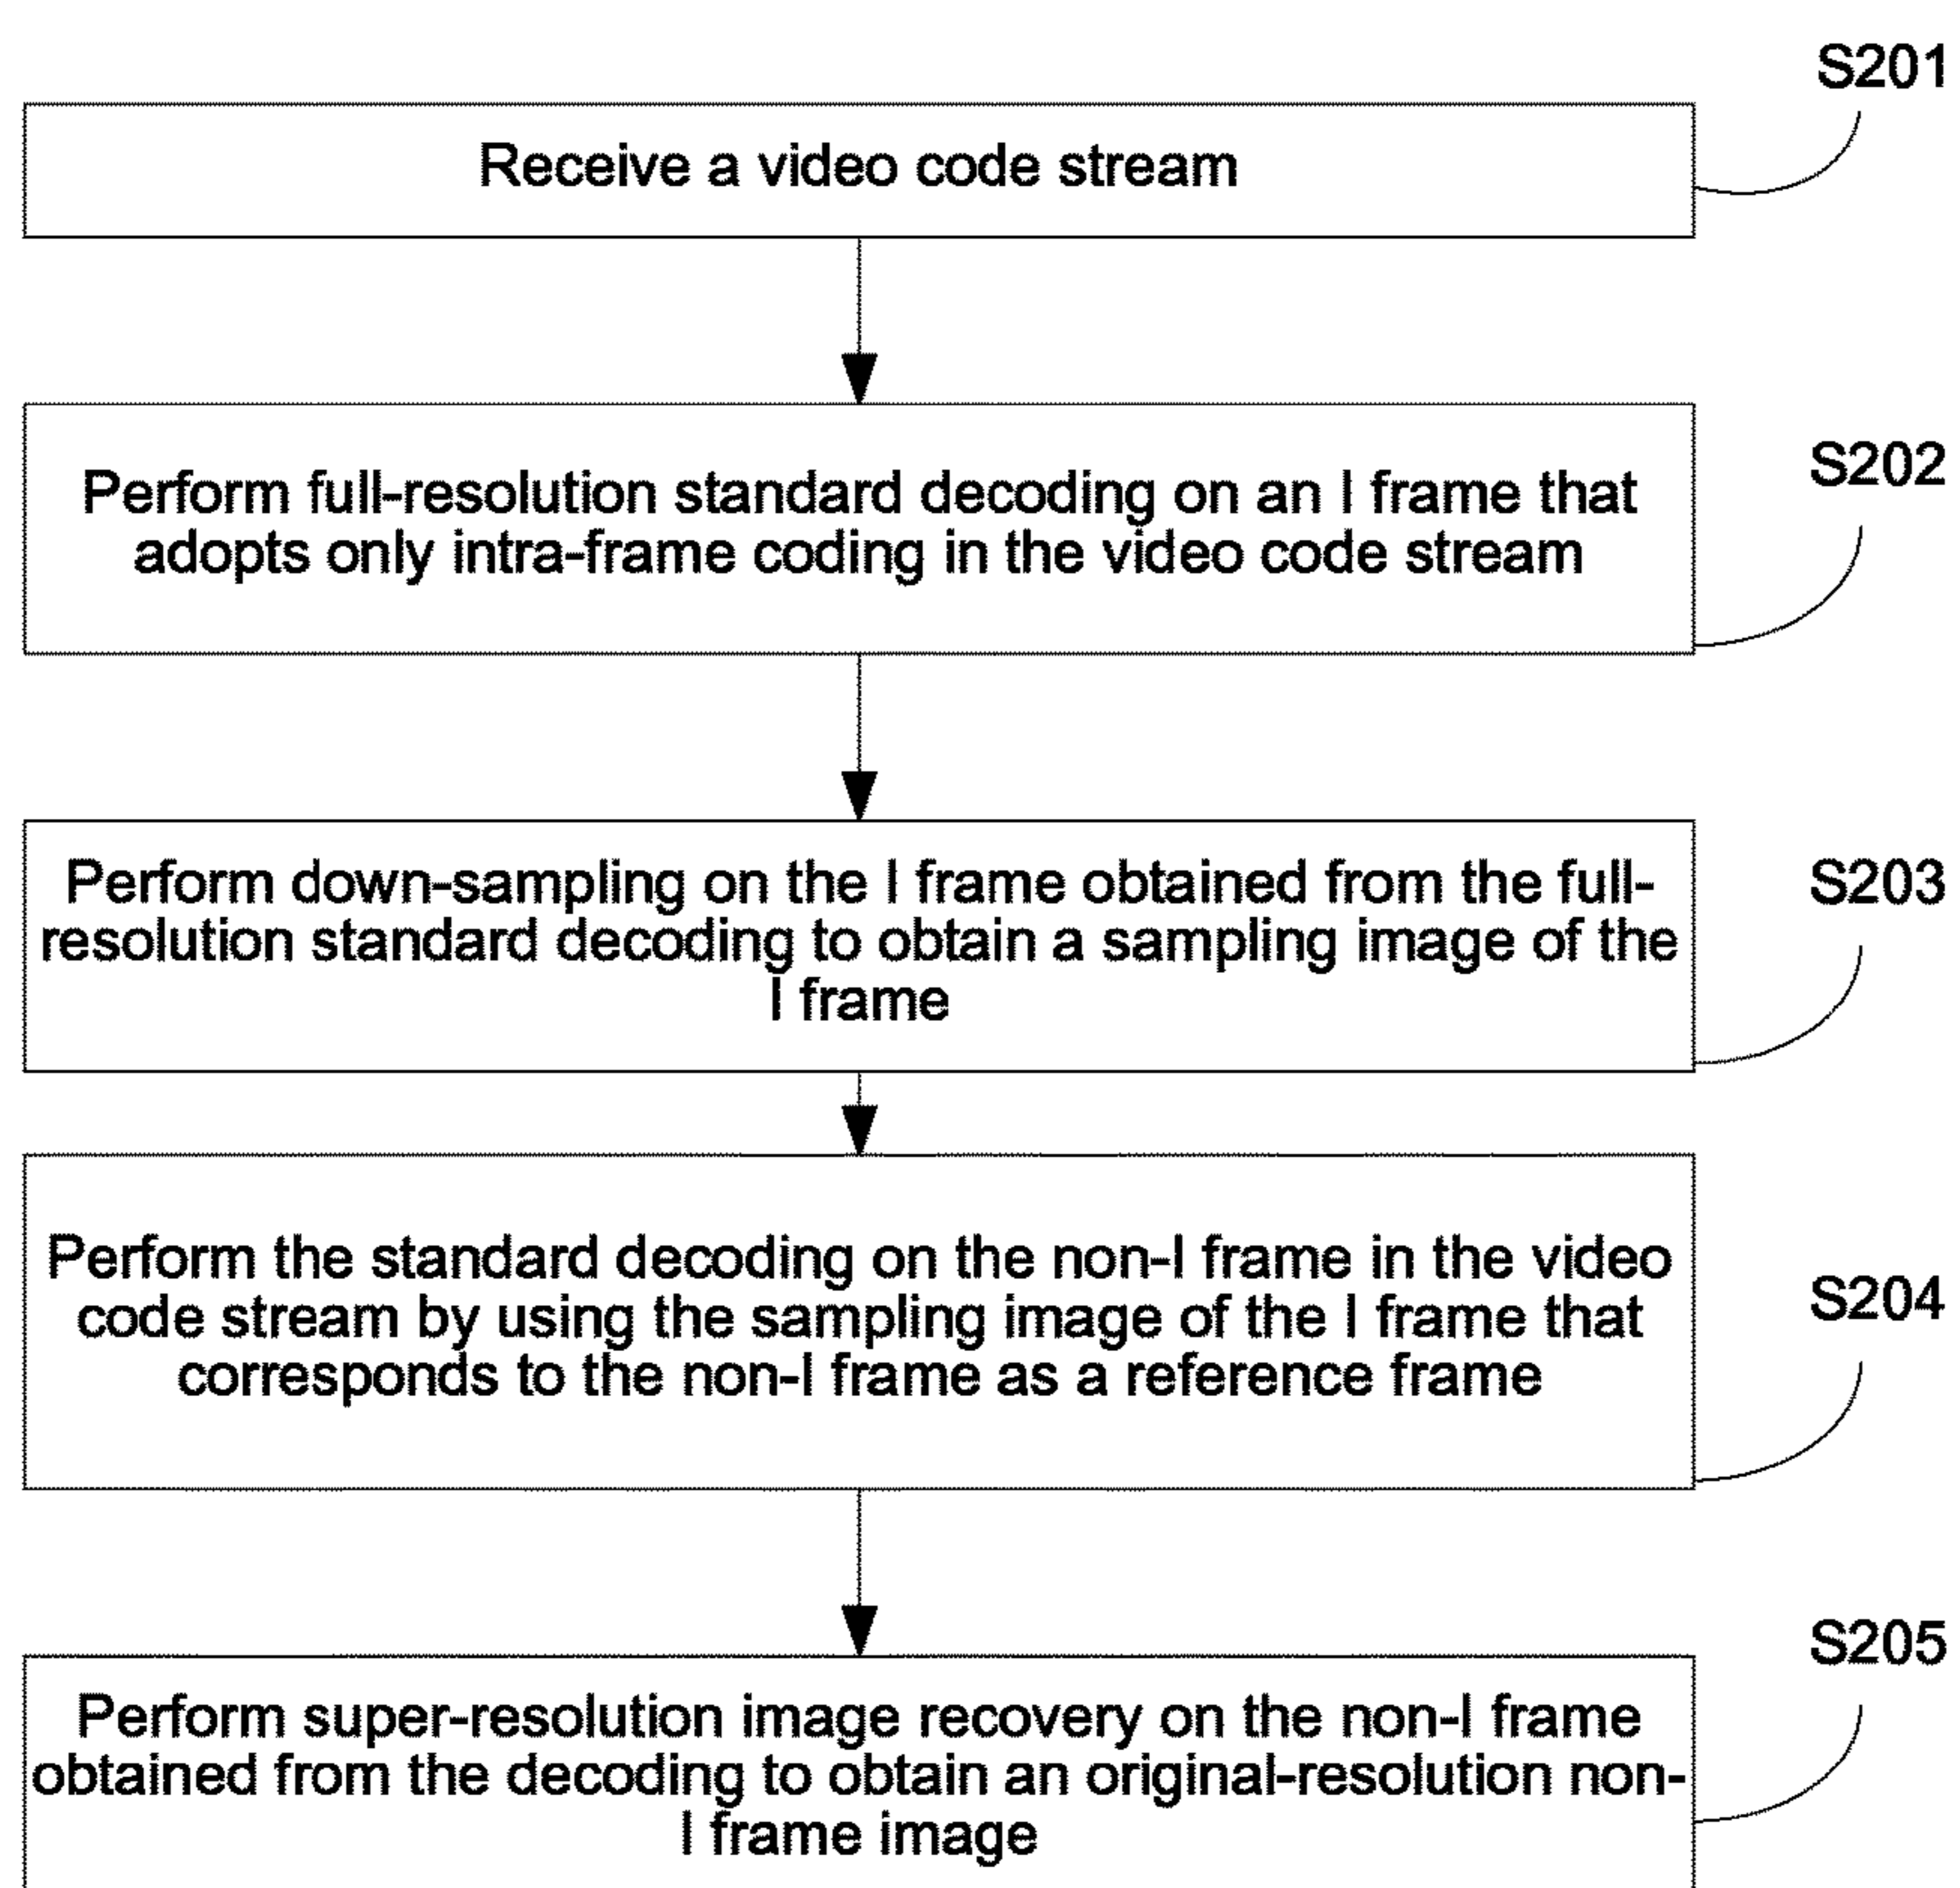 S201
Receive a video code stream
S202
Perform full-resolution standard decoding on an I frame that
adopts only intra-frame coding in the video code stream
S203
Perform down-sampling on the I frame obtained from the full-
resolution standard decoding to obtain a sampling image of the
I frame
S204
Perform the standard decoding on the non-I frame in the video
code stream by using the sampling image of the I frame that
corresponds to the non-I frame as a reference frame
S205
Perform super-resolution image recovery on the non-I frame
obtained from the decoding to obtain an original-resolution non-
I frame image